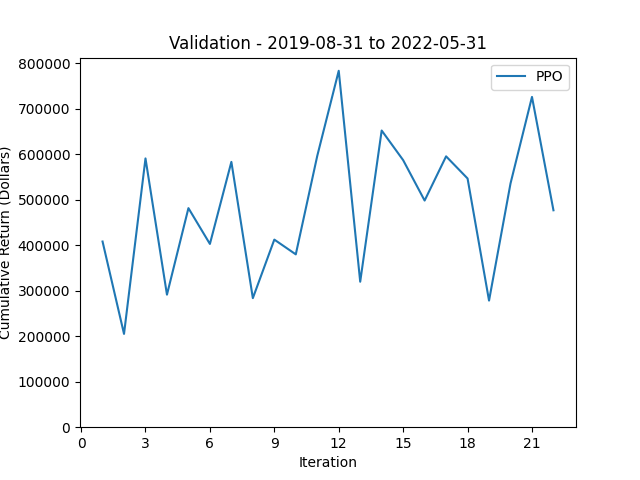 Validation - 2019-08-31 to 2022-05-31
PPO
Cumulative Return (Dollars)
800000
700000
600000
500000
400000
300000
200000
100000
0
0 3 6 9 12 15 18 21
Iteration